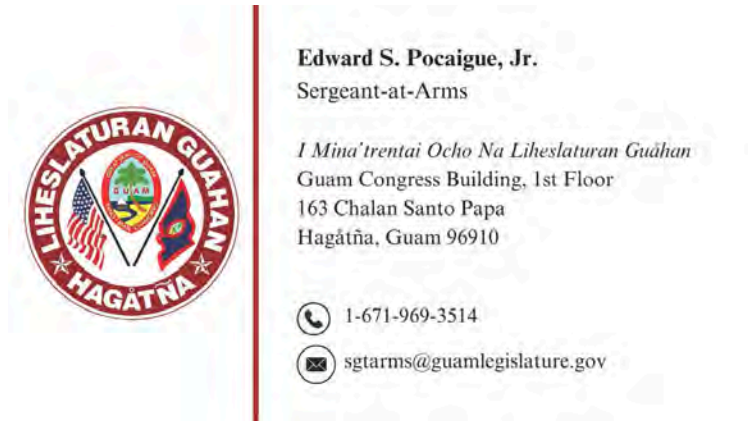 LIHESLATURAN GUAHAN
GUAM
HAGÅTÑA
Edward S. Pocaigue, Jr.
Sergeant-at-Arms
I Mina'trentai Ocho Na Liheslaturan Guåhan
Guam Congress Building, 1st Floor
163 Chalan Santo Papa
Hagåtña, Guam 96910
1-671-969-3514
sgtarms@guamlegislature.gov